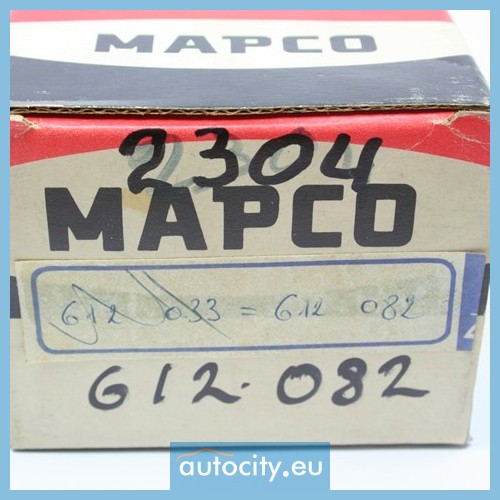 MAPCO
2304
MAPCO
612 033 = 612 082
612.082
autocity.eu